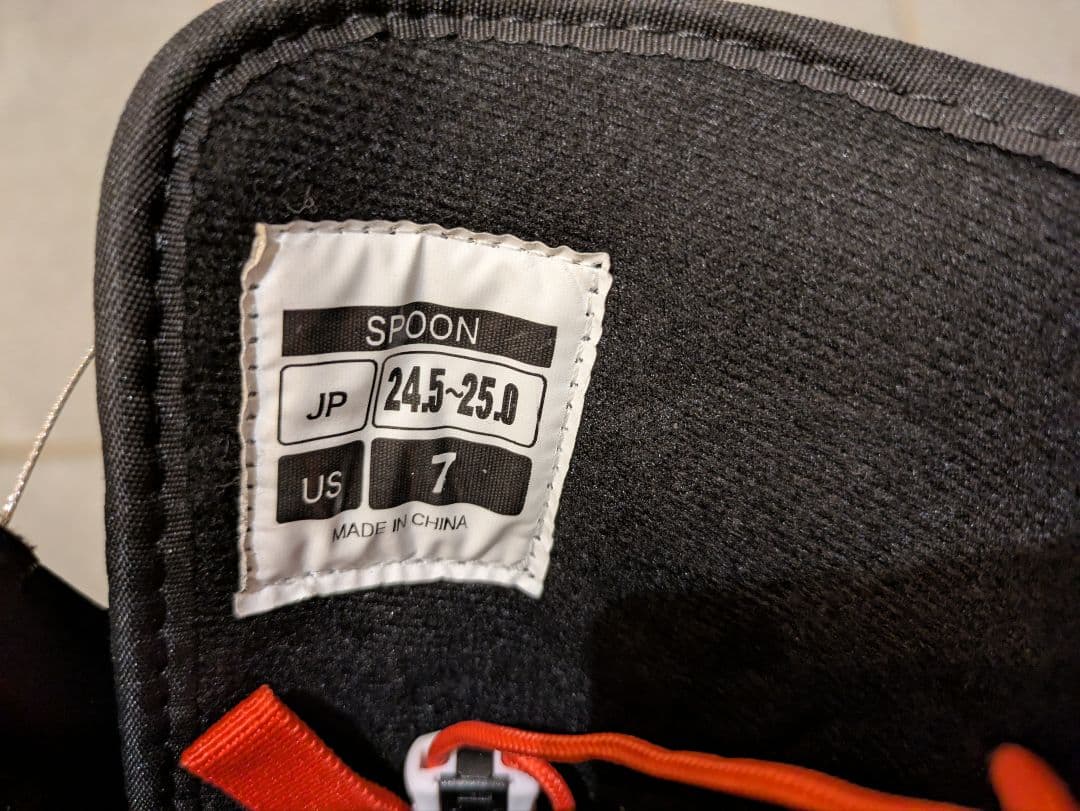 SPOON
JP 24.5~25.0
US 7
MADE IN CHINA